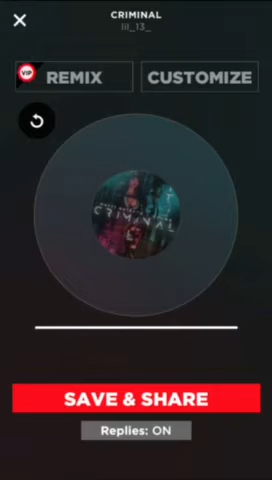 CRIMINAL
lil_13_
VIP
REMIX
CUSTOMIZE
CRIMINAL
SAVE & SHARE
Replies: ON